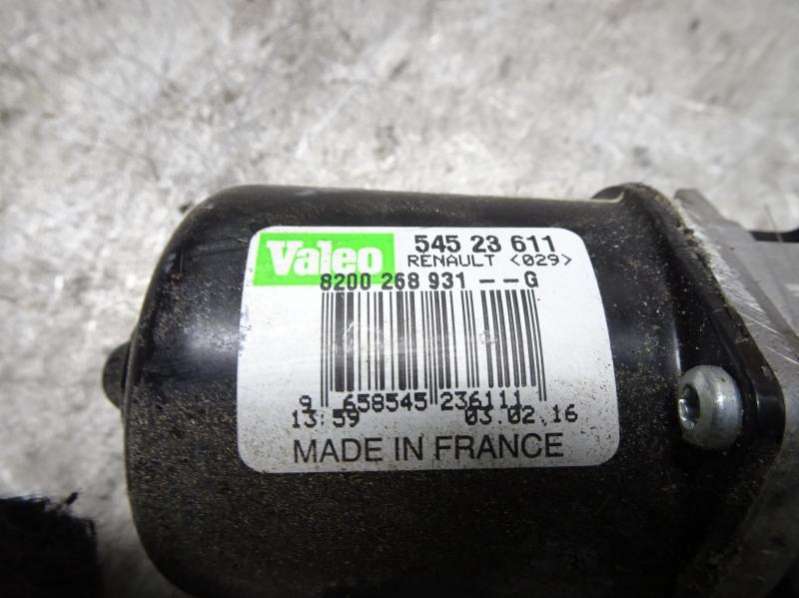 Valeo 545 23 611
RENAULT <029>
8200 268 931 --G
9 658545 236111
13:59 03.02.16
MADE IN FRANCE